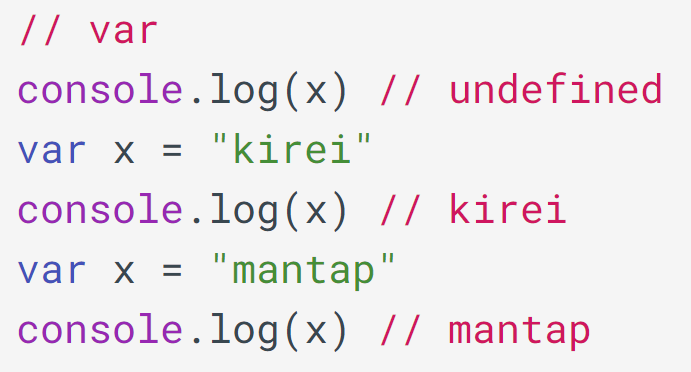 // var
console.log(x) // undefined
var x = "kirei"
console.log(x) // kirei
var x = "mantap"
console.log(x) // mantap